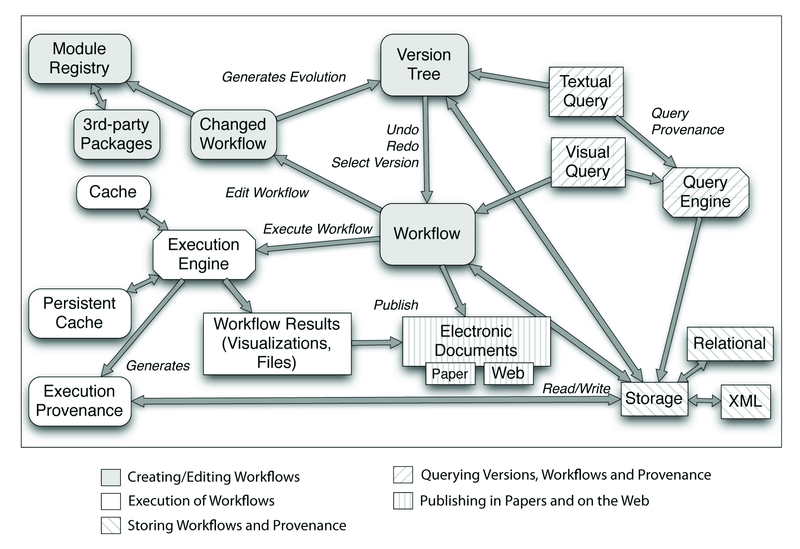 Module
Registry
Version
Tree
Generates Evolution
Textual
Query
3rd-party
Packages
Changed
Workflow
Query
Provenance
Undo
Redo
Select Version
Visual
Query
Query
Engine
Cache
Edit Workflow
Execution
Engine
Execute Workflow
Workflow
Persistent
Cache
Workflow Results
(Visualizations,
Files)
Publish
Electronic
Documents
Paper
Web
Relational
Generates
Execution
Provenance
Read/Write
Storage
XML
Creating/Editing Workflows
Execution of Workflows
Storing Workflows and Provenance
Querying Versions, Workflows and Provenance
Publishing in Papers and on the Web